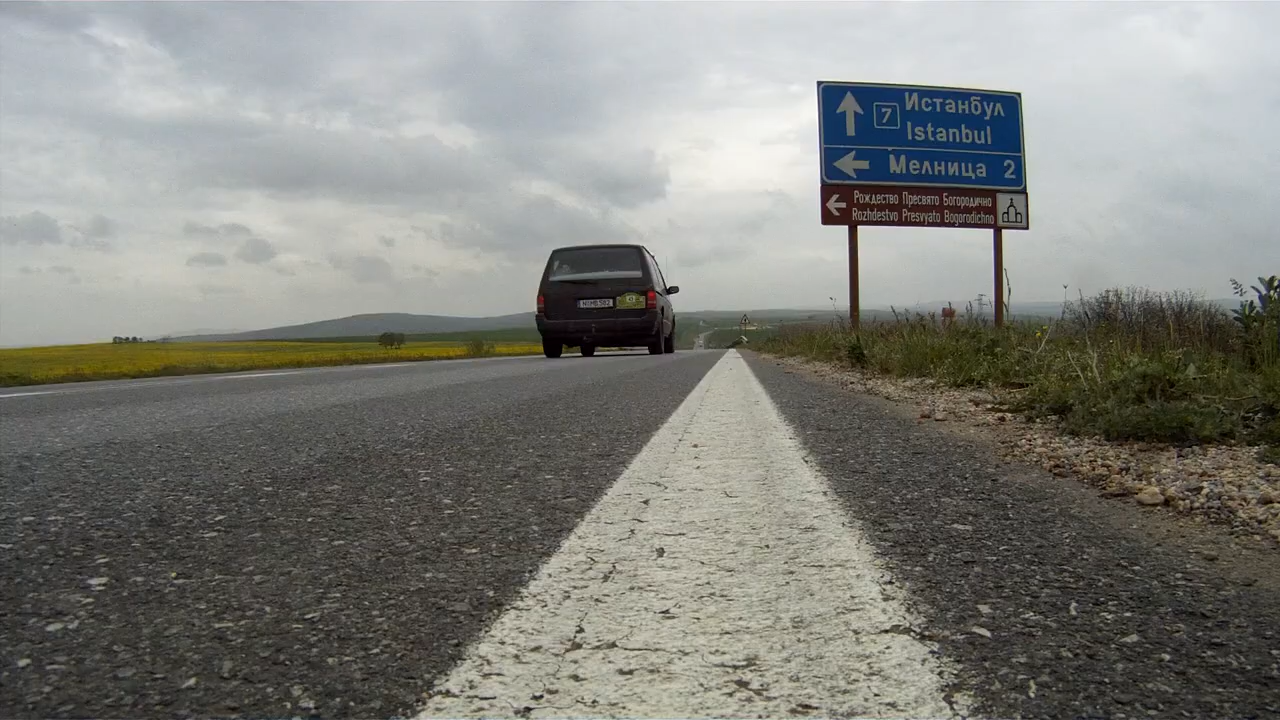 7 Истанбул
Istanbul
Мелница 2
Рождество Пресвято Богородично
Rozhdestvo Presvyato Bogorodichno